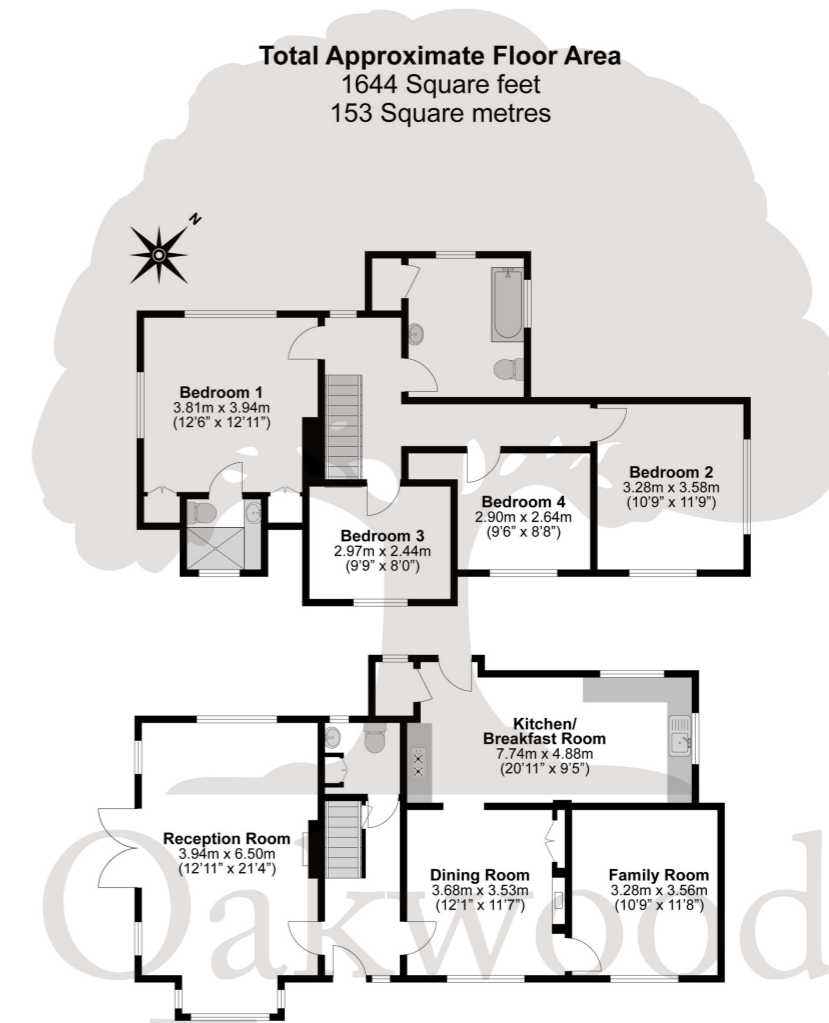 Total Approximate Floor Area
1644 Square feet
153 Square metres
N
Bedroom 1
3.81m x 3.94m
(12'6" x 12'11")
Bedroom 2
3.28m x 3.58m
(10'9" x 11'9")
Bedroom 4
2.90m x 2.64m
(9'6" x 8'8")
Bedroom 3
2.97m x 2.44m
(9'9" x 8'0")
Kitchen/
Breakfast Room
7.74m x 4.88m
(20'11" x 9'5")
Reception Room
3.94m x 6.50m
(12'11" x 21'4")
Dining Room
3.68m x 3.53m
(12'1" x 11'7")
Family Room
3.28m x 3.56m
(10'9" x 11'8")
Oakwood